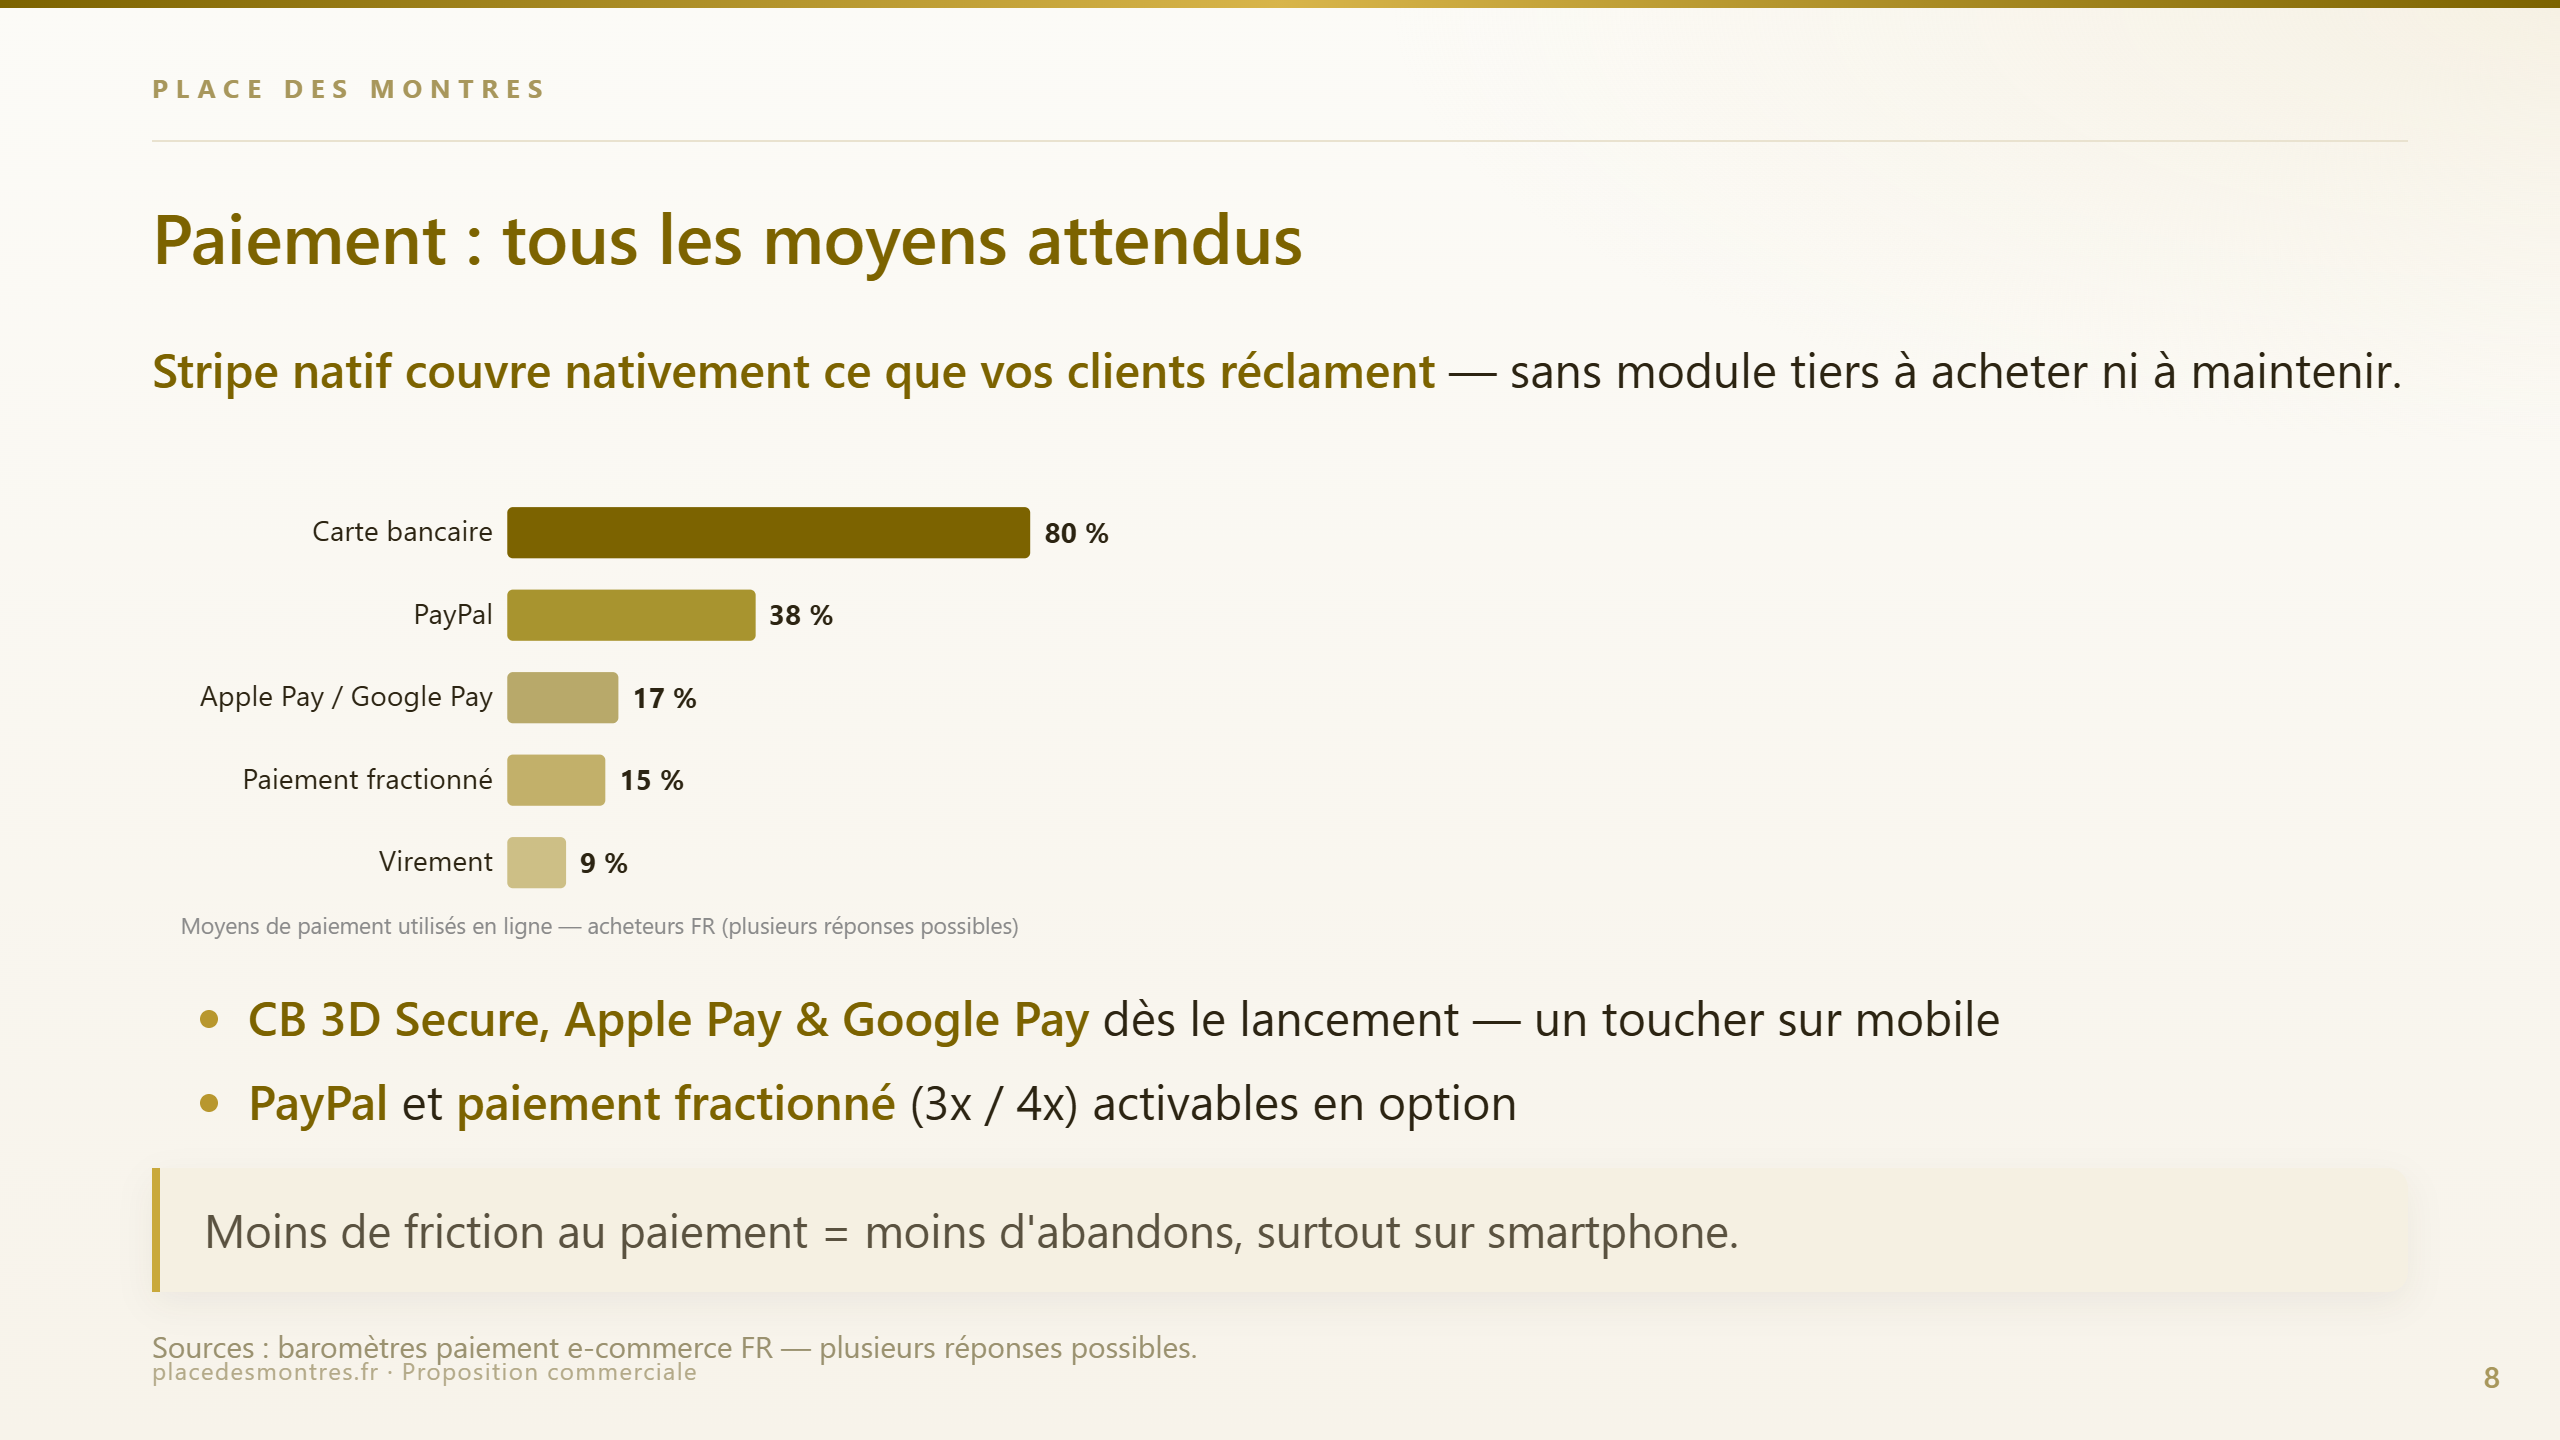 PLACE DES MONTRES
Paiement : tous les moyens attendus
Stripe natif couvre nativement ce que vos clients réclament — sans module tiers à acheter ni à maintenir.
Carte bancaire 80 %
PayPal 38 %
Apple Pay / Google Pay 17 %
Paiement fractionné 15 %
Virement 9 %
Moyens de paiement utilisés en ligne — acheteurs FR (plusieurs réponses possibles)
• CB 3D Secure, Apple Pay & Google Pay dès le lancement — un toucher sur mobile
• PayPal et paiement fractionné (3x / 4x) activables en option
Moins de friction au paiement = moins d'abandons, surtout sur smartphone.
Sources : baromètres paiement e-commerce FR — plusieurs réponses possibles.
placedesmontres.fr · Proposition commerciale
8